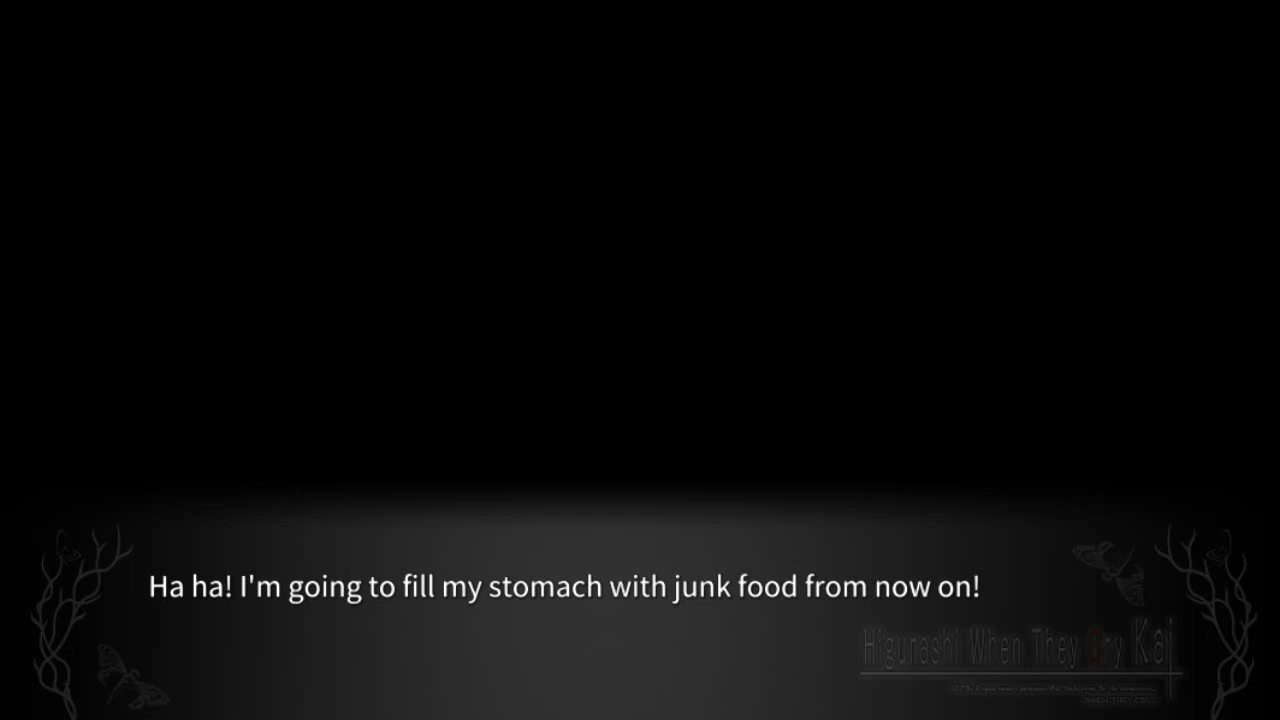 Ha ha! I'm going to fill my stomach with junk food from now on!
Higurashi When They Cry Kai